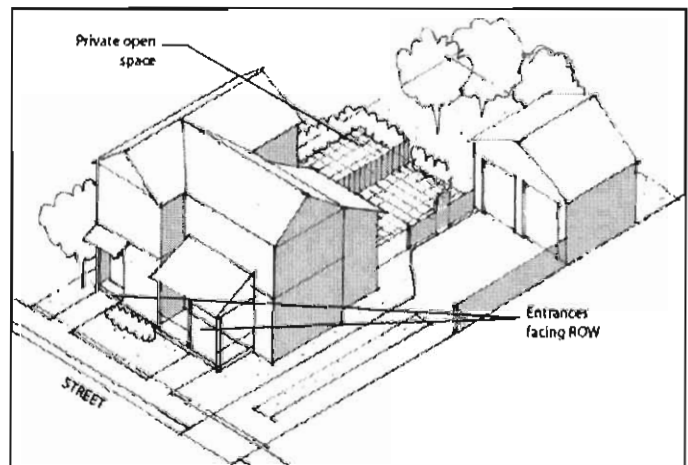 Private open
space
Entrances
facing ROW
STREET